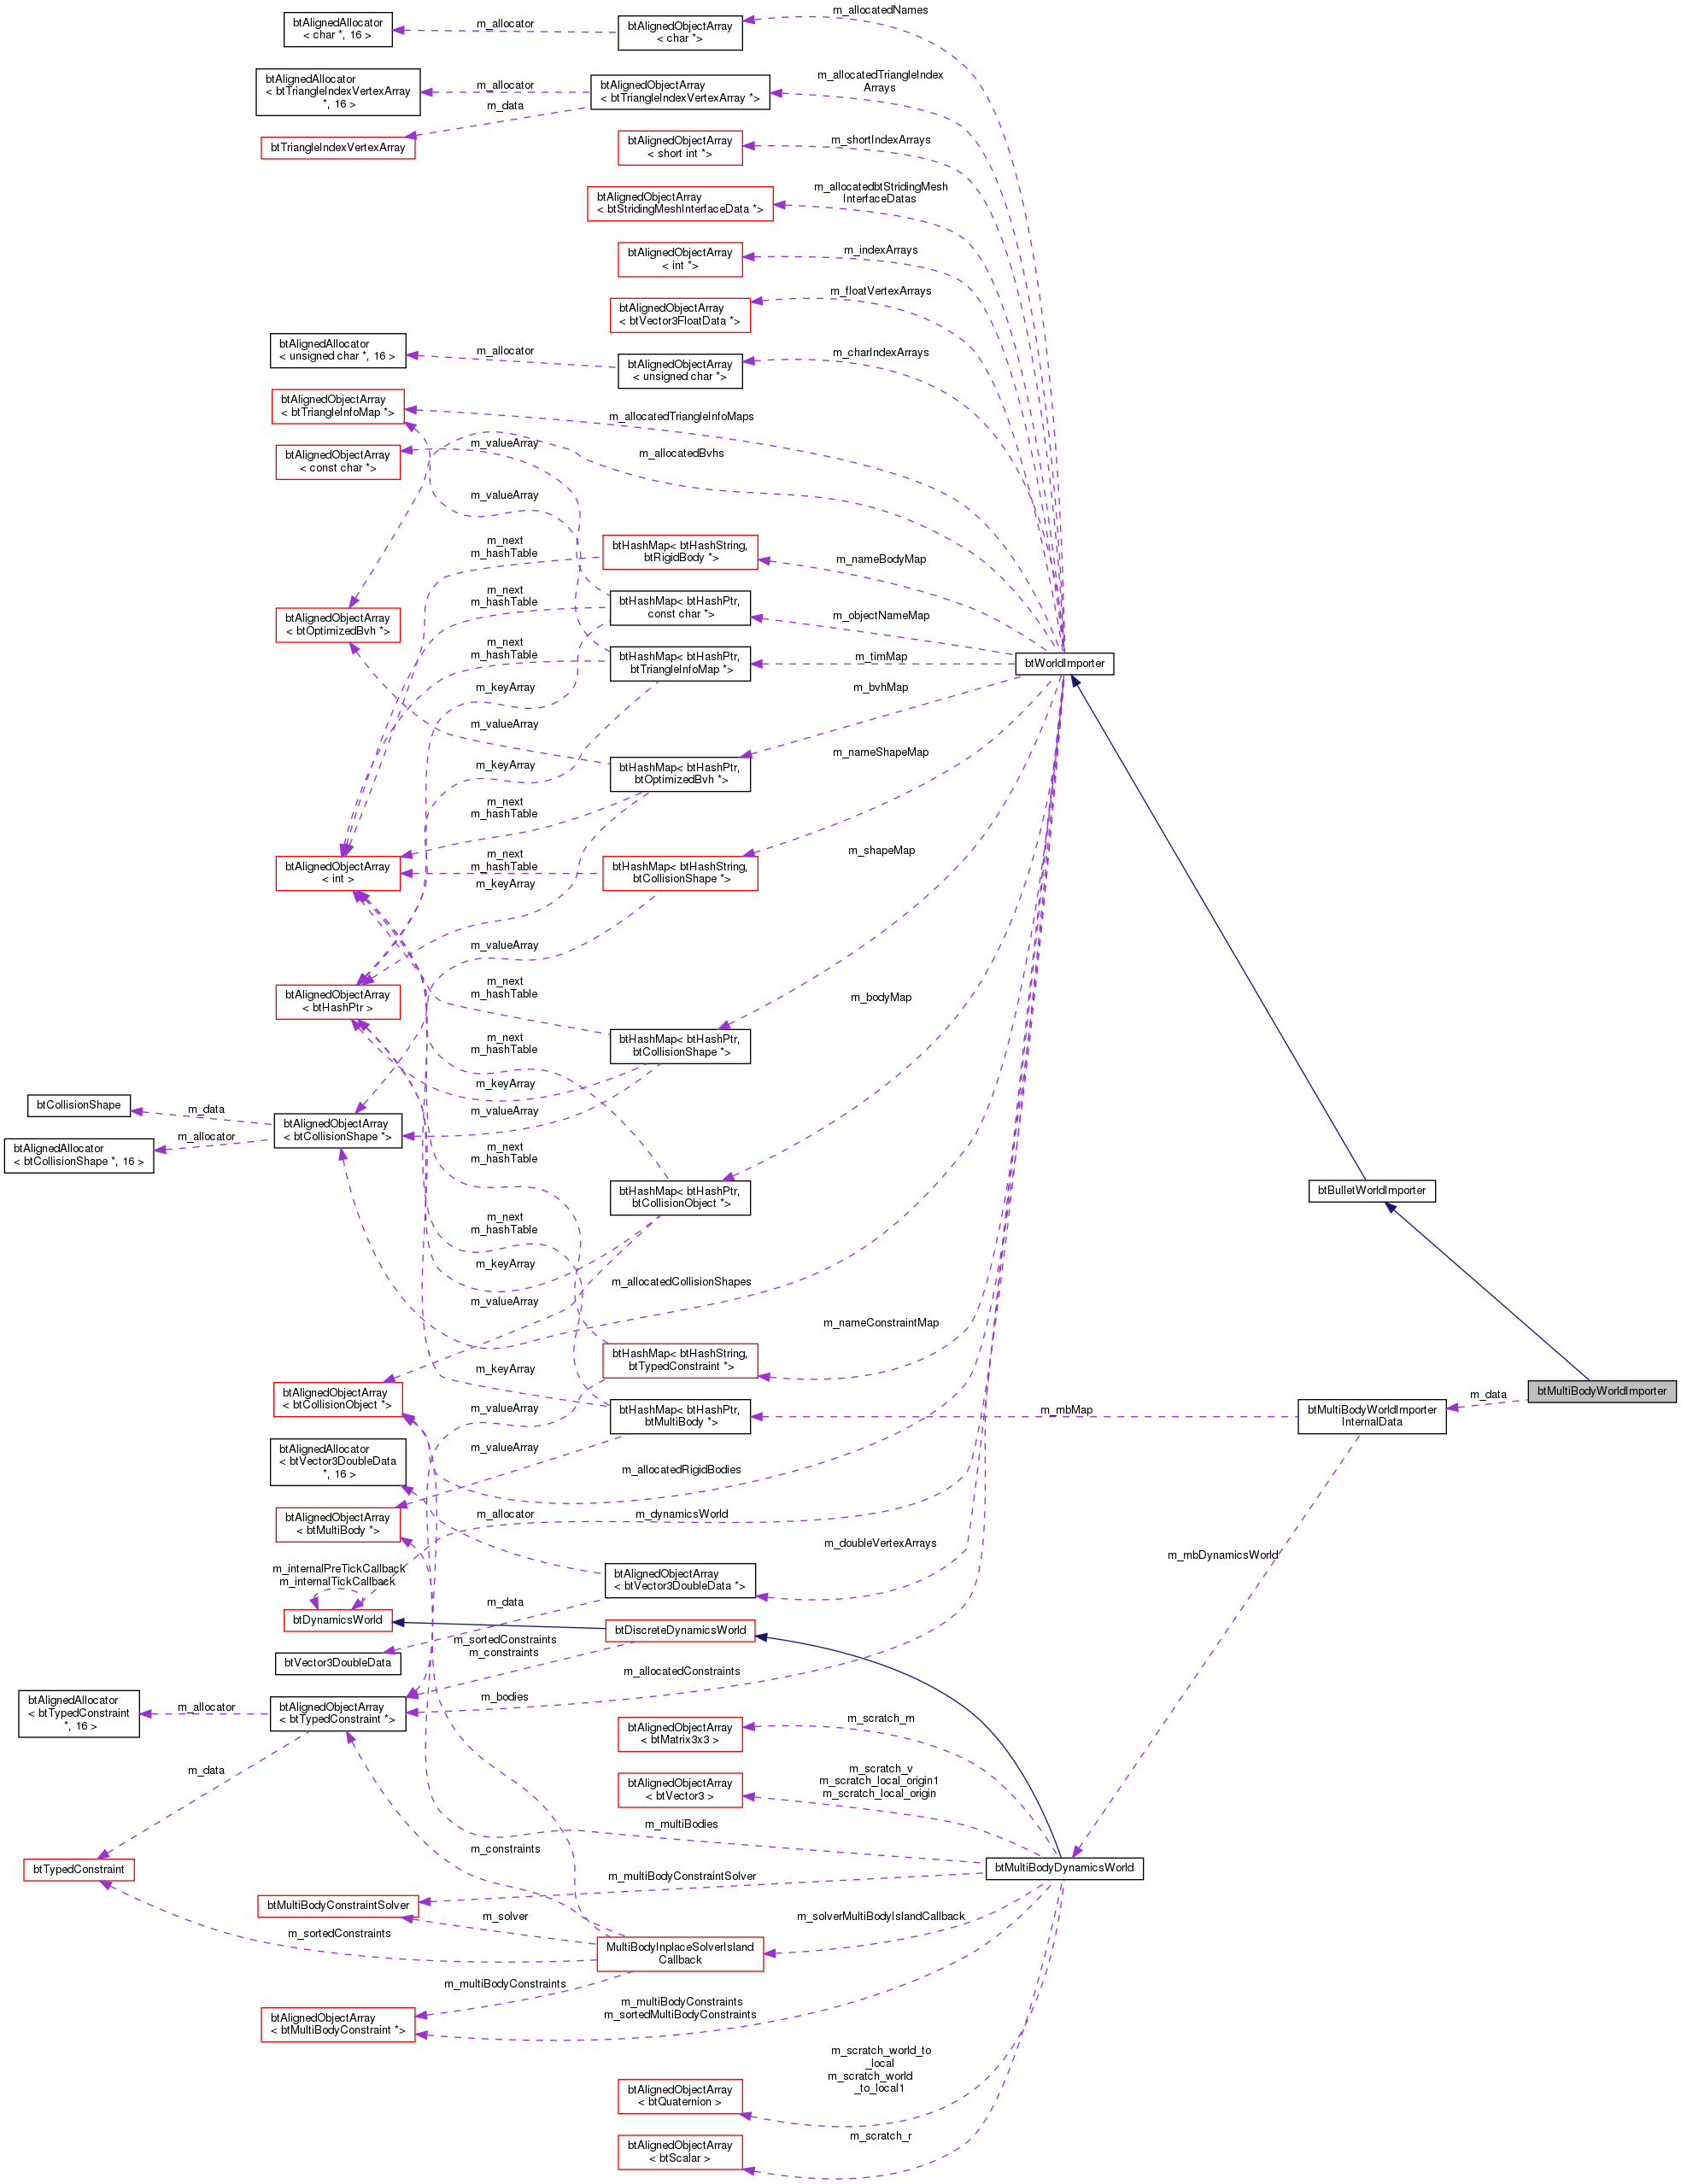 m_allocatedNames
btAlignedAllocator
< char *, 16 >
m_allocator
btAlignedObjectArray
< char *>
btAlignedAllocator
< btTriangleIndexVertexArray
*, 16 >
m_allocator
m_data
btAlignedObjectArray
< btTriangleIndexVertexArray *>
m_allocatedTriangleIndex
Arrays
btTriangleIndexVertexArray
btAlignedObjectArray
< short int *>
m_shortIndexArrays
btAlignedObjectArray
< btStridingMeshInterfaceData *>
m_allocatedbtStridingMesh
InterfaceDatas
btAlignedObjectArray
< int *>
m_indexArrays
btAlignedObjectArray
< btVector3FloatData *>
m_floatVertexArrays
btAlignedAllocator
< unsigned char *, 16 >
m_allocator
btAlignedObjectArray
< unsigned char *>
m_charIndexArrays
btAlignedObjectArray
< btTriangleInfoMap *>
m_allocatedTriangleInfoMaps
btAlignedObjectArray
< const char *>
m_valueArray
m_allocatedBvhs
m_valueArray
m_next
m_hashTable
btHashMap< btHashString,
btRigidBody *>
m_nameBodyMap
btAlignedObjectArray
< btOptimizedBvh *>
m_next
m_hashTable
btHashMap< btHashPtr,
const char *>
m_objectNameMap
m_next
m_hashTable
btHashMap< btHashPtr,
btTriangleInfoMap *>
m_timMap
btWorldImporter
m_keyArray
m_bvhMap
m_valueArray
m_keyArray
btHashMap< btHashPtr,
btOptimizedBvh *>
m_nameShapeMap
m_next
m_hashTable
btAlignedObjectArray
< int >
m_next
m_hashTable
m_keyArray
btHashMap< btHashString,
btCollisionShape *>
m_shapeMap
m_valueArray
btAlignedObjectArray
< btHashPtr >
m_next
m_hashTable
m_bodyMap
m_next
m_hashTable
btHashMap< btHashPtr,
btCollisionShape *>
m_keyArray
m_valueArray
btCollisionShape
m_data
btAlignedObjectArray
< btCollisionShape *>
btAlignedAllocator
< btCollisionShape *, 16 >
m_allocator
m_next
m_hashTable
btHashMap< btHashPtr,
btCollisionObject *>
btBulletWorldImporter
m_next
m_hashTable
m_keyArray
m_allocatedCollisionShapes
m_valueArray
m_nameConstraintMap
btHashMap< btHashString,
btTypedConstraint *>
m_keyArray
btAlignedObjectArray
< btCollisionObject *>
btMultiBodyWorldImporter
m_data
m_valueArray
btHashMap< btHashPtr,
btMultiBody *>
m_mbMap
btMultiBodyWorldImporter
InternalData
btAlignedAllocator
< btVector3DoubleData
*, 16 >
m_valueArray
m_allocatedRigidBodies
btAlignedObjectArray
< btMultiBody *>
m_allocator
m_dynamicsWorld
m_doubleVertexArrays
m_mbDynamicsWorld
m_internalPreTickCallback
m_internalTickCallback
btAlignedObjectArray
< btVector3DoubleData *>
m_data
btDynamicsWorld
btDiscreteDynamicsWorld
m_sortedConstraints
m_constraints
btVector3DoubleData
m_allocatedConstraints
m_bodies
btAlignedAllocator
< btTypedConstraint
*, 16 >
m_allocator
btAlignedObjectArray
< btTypedConstraint *>
btAlignedObjectArray
< btMatrix3x3 >
m_scratch_m
m_data
btAlignedObjectArray
< btVector3 >
m_scratch_v
m_scratch_local_origin1
m_scratch_local_origin
m_multiBodies
m_constraints
btTypedConstraint
btMultiBodyDynamicsWorld
m_multiBodyConstraintSolver
btMultiBodyConstraintSolver
m_solver
m_solverMultiBodyIslandCallback
m_sortedConstraints
MultiBodyInplaceSolverIsland
Callback
m_multiBodyConstraints
btAlignedObjectArray
< btMultiBodyConstraint *>
m_multiBodyConstraints
m_sortedMultiBodyConstraints
m_scratch_world_to
_local
m_scratch_world
_to_local1
btAlignedObjectArray
< btQuaternion >
m_scratch_r
btAlignedObjectArray
< btScalar >